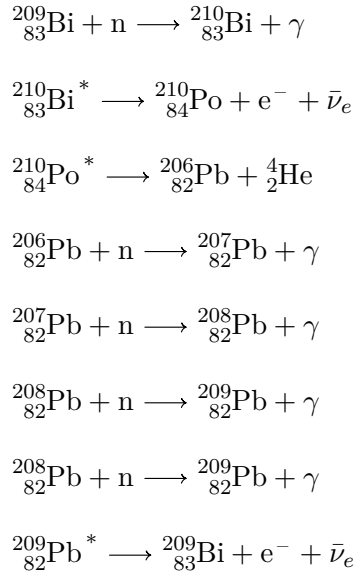 ²⁰⁹₈₃Bi + n ⟶ ²¹⁰₈₃Bi + γ
²¹⁰₈₃Bi* ⟶ ²¹⁰₈₄Po + e⁻ + ν̄ₑ
²¹⁰₈₄Po* ⟶ ²⁰⁶₈₂Pb + ⁴₂He
²⁰⁶₈₂Pb + n ⟶ ²⁰⁷₈₂Pb + γ
²⁰⁷₈₂Pb + n ⟶ ²⁰⁸₈₂Pb + γ
²⁰⁸₈₂Pb + n ⟶ ²⁰⁹₈₂Pb + γ
²⁰⁸₈₂Pb + n ⟶ ²⁰⁹₈₂Pb + γ
²⁰⁹₈₂Pb* ⟶ ²⁰⁹₈₃Bi + e⁻ + ν̄ₑ